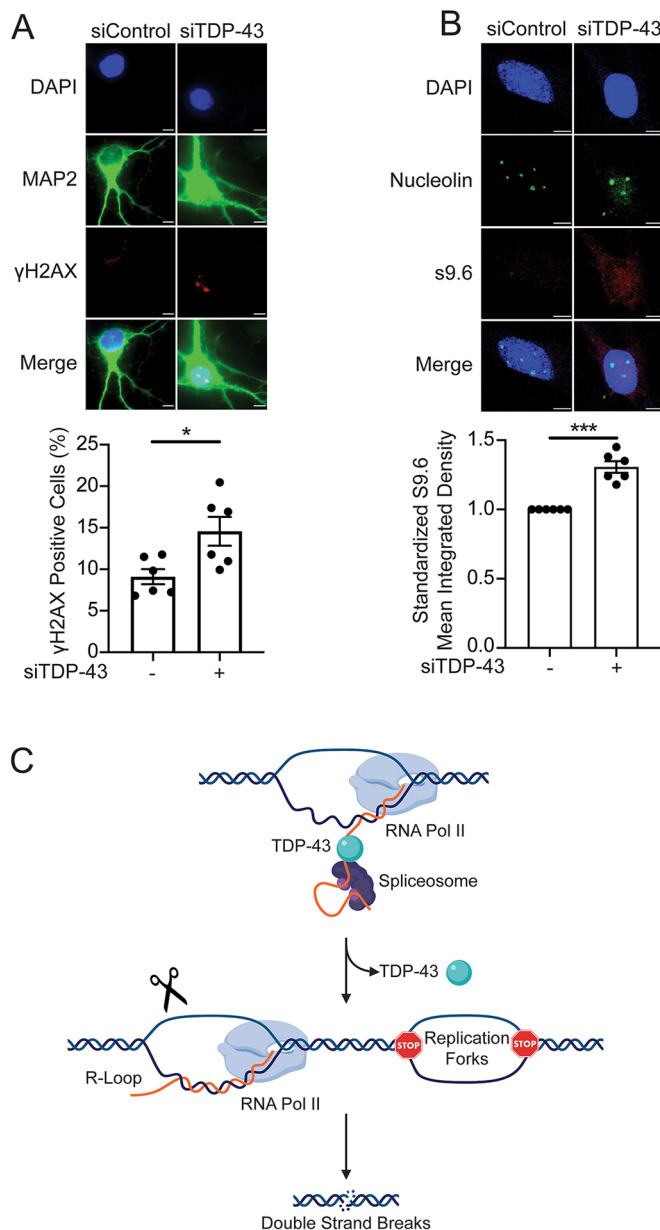 A
siControl siTDP-43
DAPI
MAP2
γH2AX
Merge
γH2AX Positive Cells (%)
25
20
15
10
5
0
*
siTDP-43 - +
B
siControl siTDP-43
DAPI
Nucleolin
s9.6
Merge
Standardized S9.6
Mean Integrated Density
1.5
1.0
0.5
0.0
***
siTDP-43 - +
C
RNA Pol II
TDP-43
Spliceosome
TDP-43
R-Loop
RNA Pol II
STOP
Replication
Forks
STOP
Double Strand Breaks